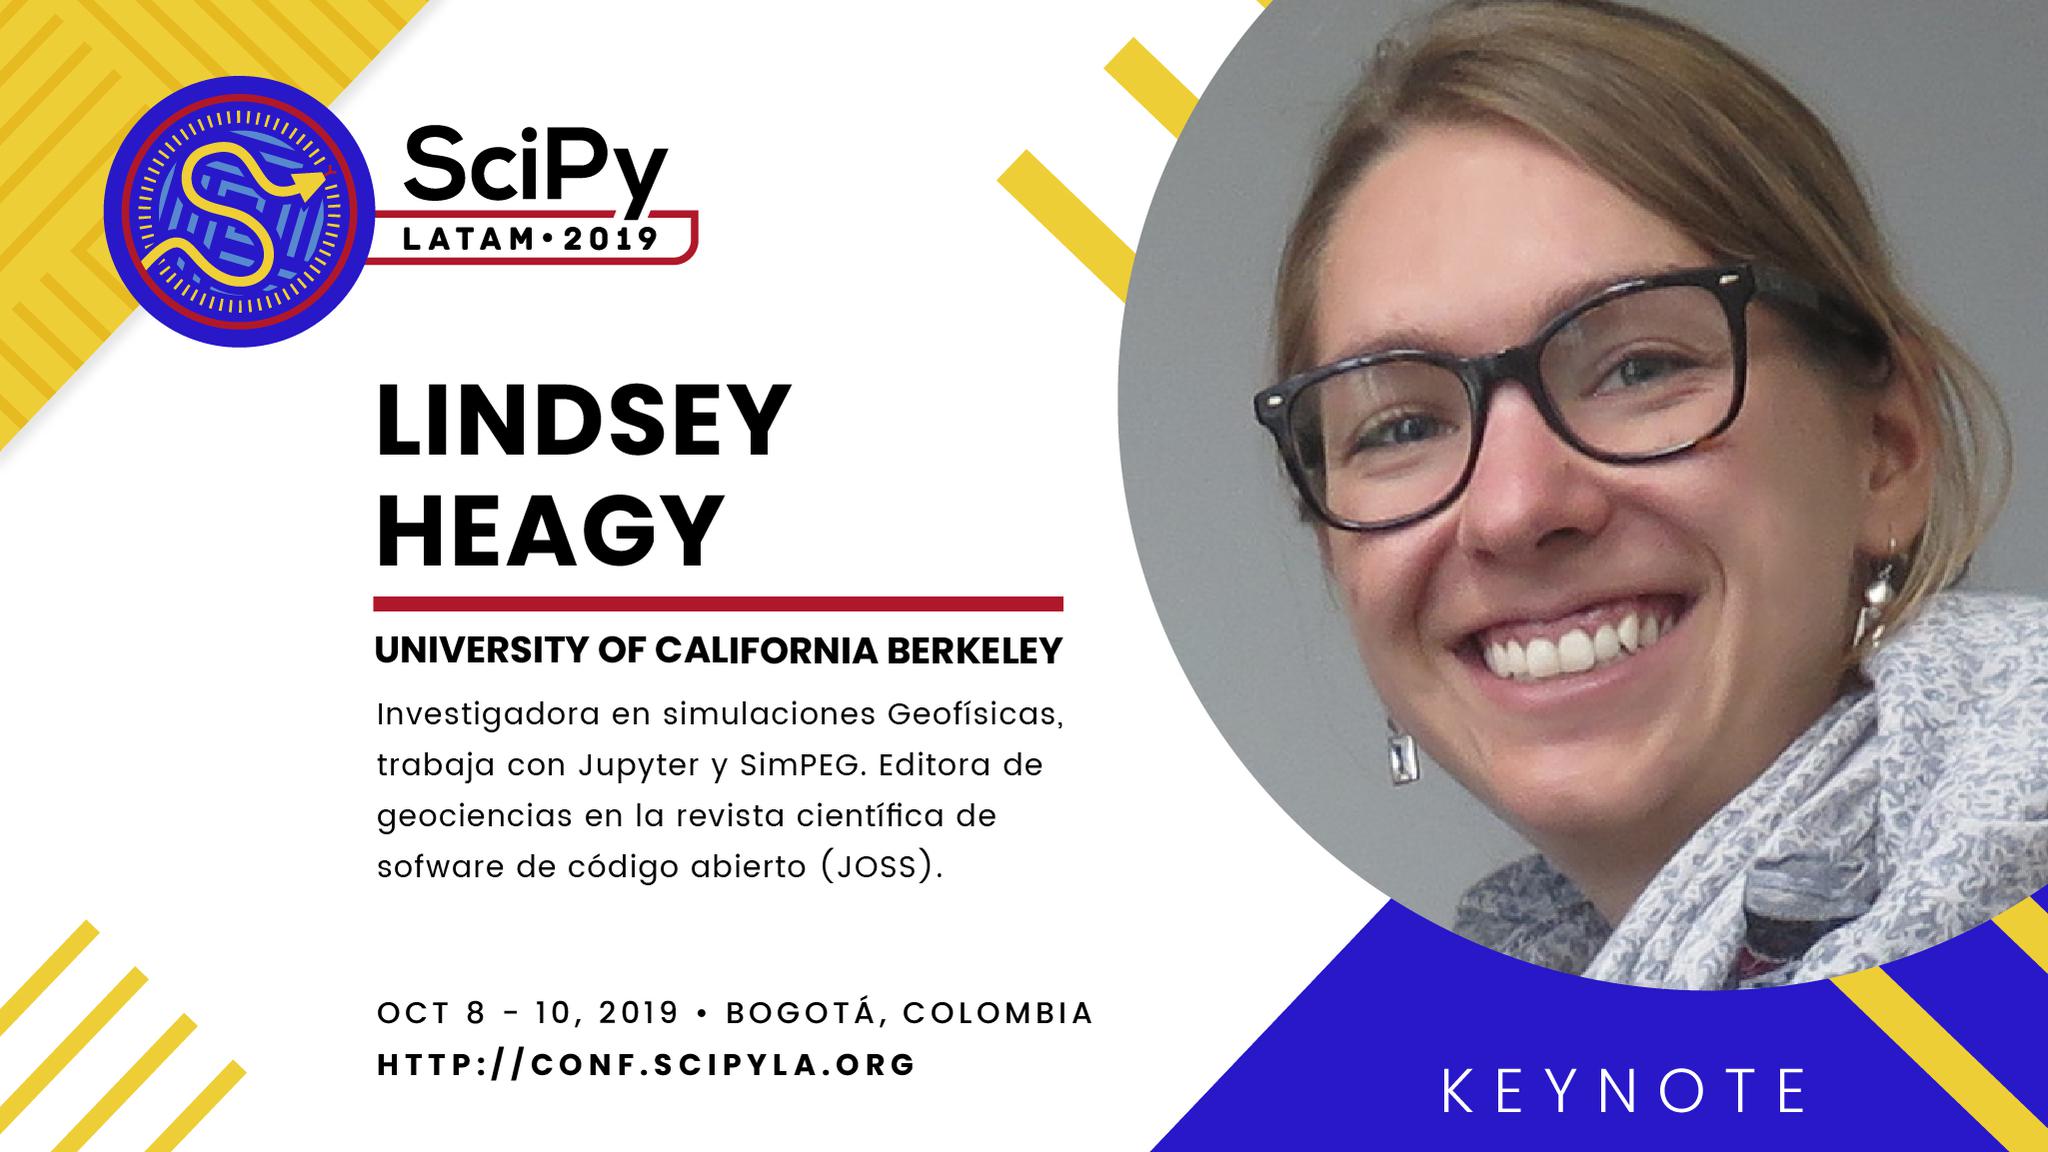 SciPy
LATAM•2019
LINDSEY
HEAGY
UNIVERSITY OF CALIFORNIA BERKELEY
Investigadora en simulaciones Geofísicas,
trabaja con Jupyter y SimPEG. Editora de
geociencias en la revista científica de
sofware de código abierto (JOSS).
OCT 8 - 10, 2019 • BOGOTÁ, COLOMBIA
HTTP://CONF.SCIPYLA.ORG
KEYNOTE